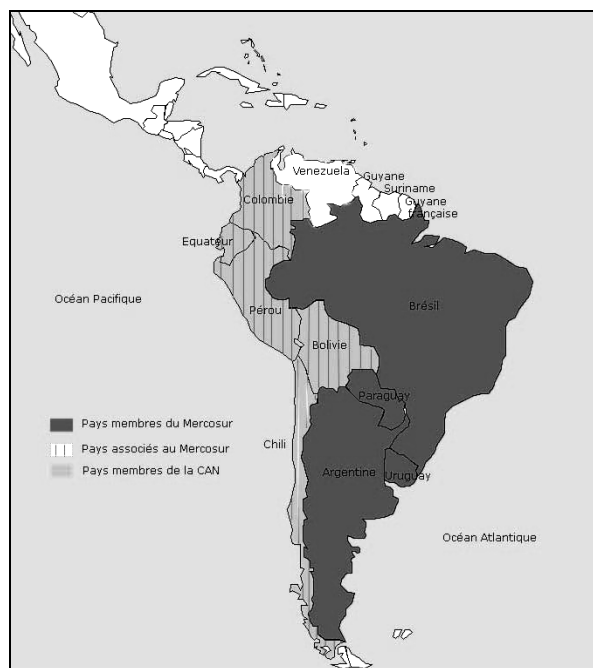 Venezuela
Guyane
Suriname
Guyane
française
Colombie
Equateur
Océan Pacifique
Brésil
Pérou
Bolivie
Paraguay
Pays membres du Mercosur
Pays associés au Mercosur
Chili
Pays membres de la CAN
Argentine
Uruguay
Océan Atlantique